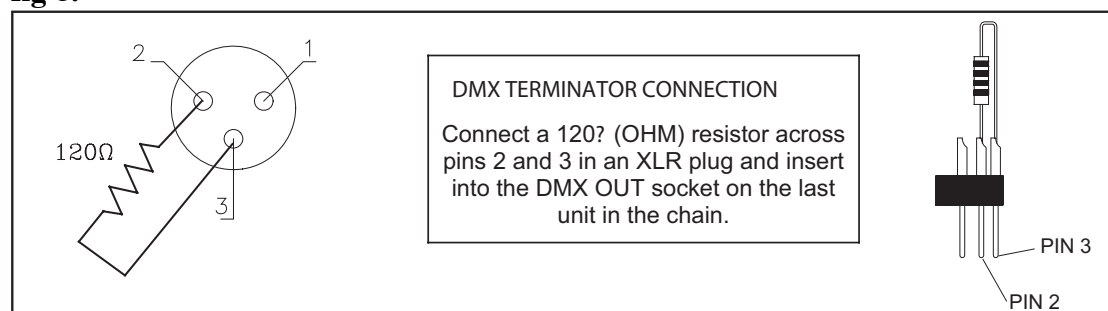 2
1
120Ω
3
DMX TERMINATOR CONNECTION
Connect a 120? (OHM) resistor across
pins 2 and 3 in an XLR plug and insert
into the DMX OUT socket on the last
unit in the chain.
PIN 3
PIN 2